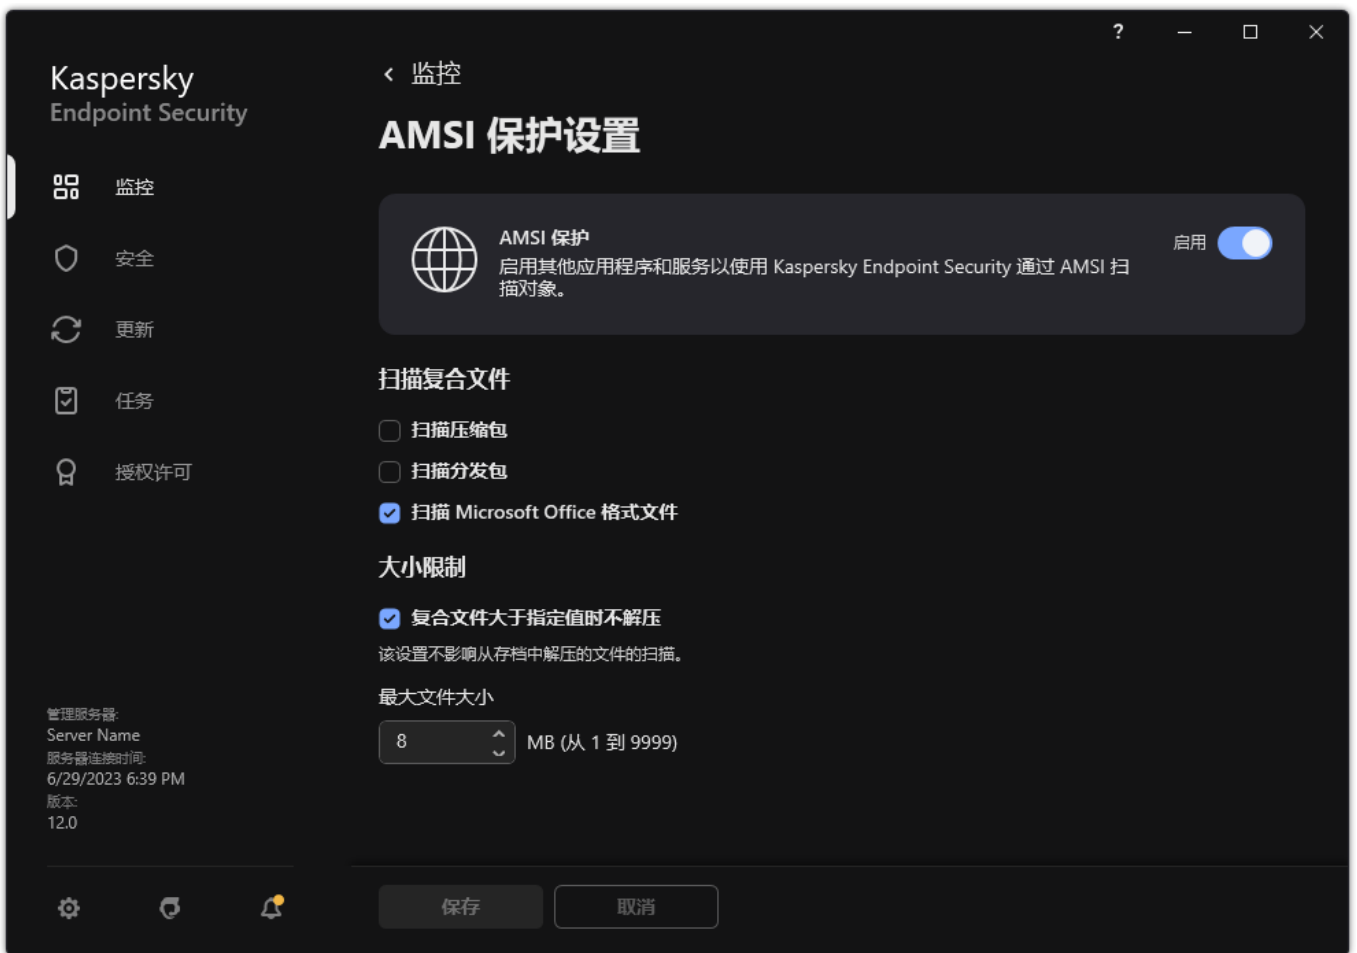 ?
Kaspersky
Endpoint Security
监控
安全
更新
任务
授权许可
管理服务器:
Server Name
服务器连接时间:
6/29/2023 6:39 PM
版本:
12.0
监控
AMSI 保护设置
AMSI 保护
启用其他应用程序和服务以使用 Kaspersky Endpoint Security 通过 AMSI 扫
描对象。
启用
扫描复合文件
扫描压缩包
扫描分发包
扫描 Microsoft Office 格式文件
大小限制
复合文件大于指定值时不解压
该设置不影响从存档中解压的文件的扫描。
最大文件大小
8 MB (从 1 到 9999)
保存 取消